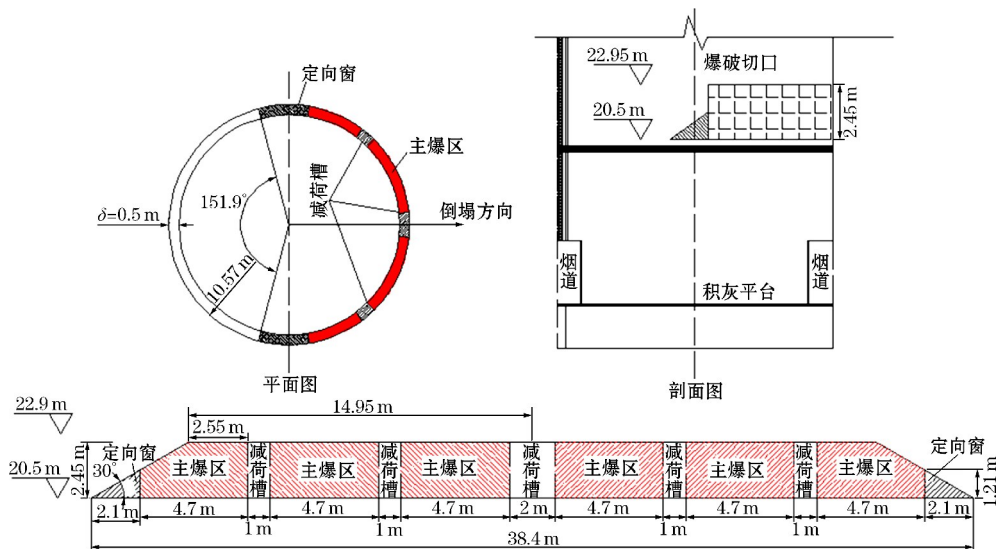 定向窗
主爆区
减荷槽
151.9°
δ=0.5 m
倒塌方向
10.57 m
平面图
22.95 m
爆破切口
20.5 m
2.45 m
烟道
烟道
积灰平台
剖面图
22.9 m
14.95 m
2.55 m
20.5 m
2.45 m
30°
定向窗
主爆区
减荷槽
主爆区
减荷槽
主爆区
减荷槽
主爆区
减荷槽
主爆区
减荷槽
主爆区
定向窗
1.21 m
2.1 m
4.7 m
1 m
4.7 m
1 m
4.7 m
2 m
4.7 m
1 m
4.7 m
1 m
4.7 m
2.1 m
38.4 m